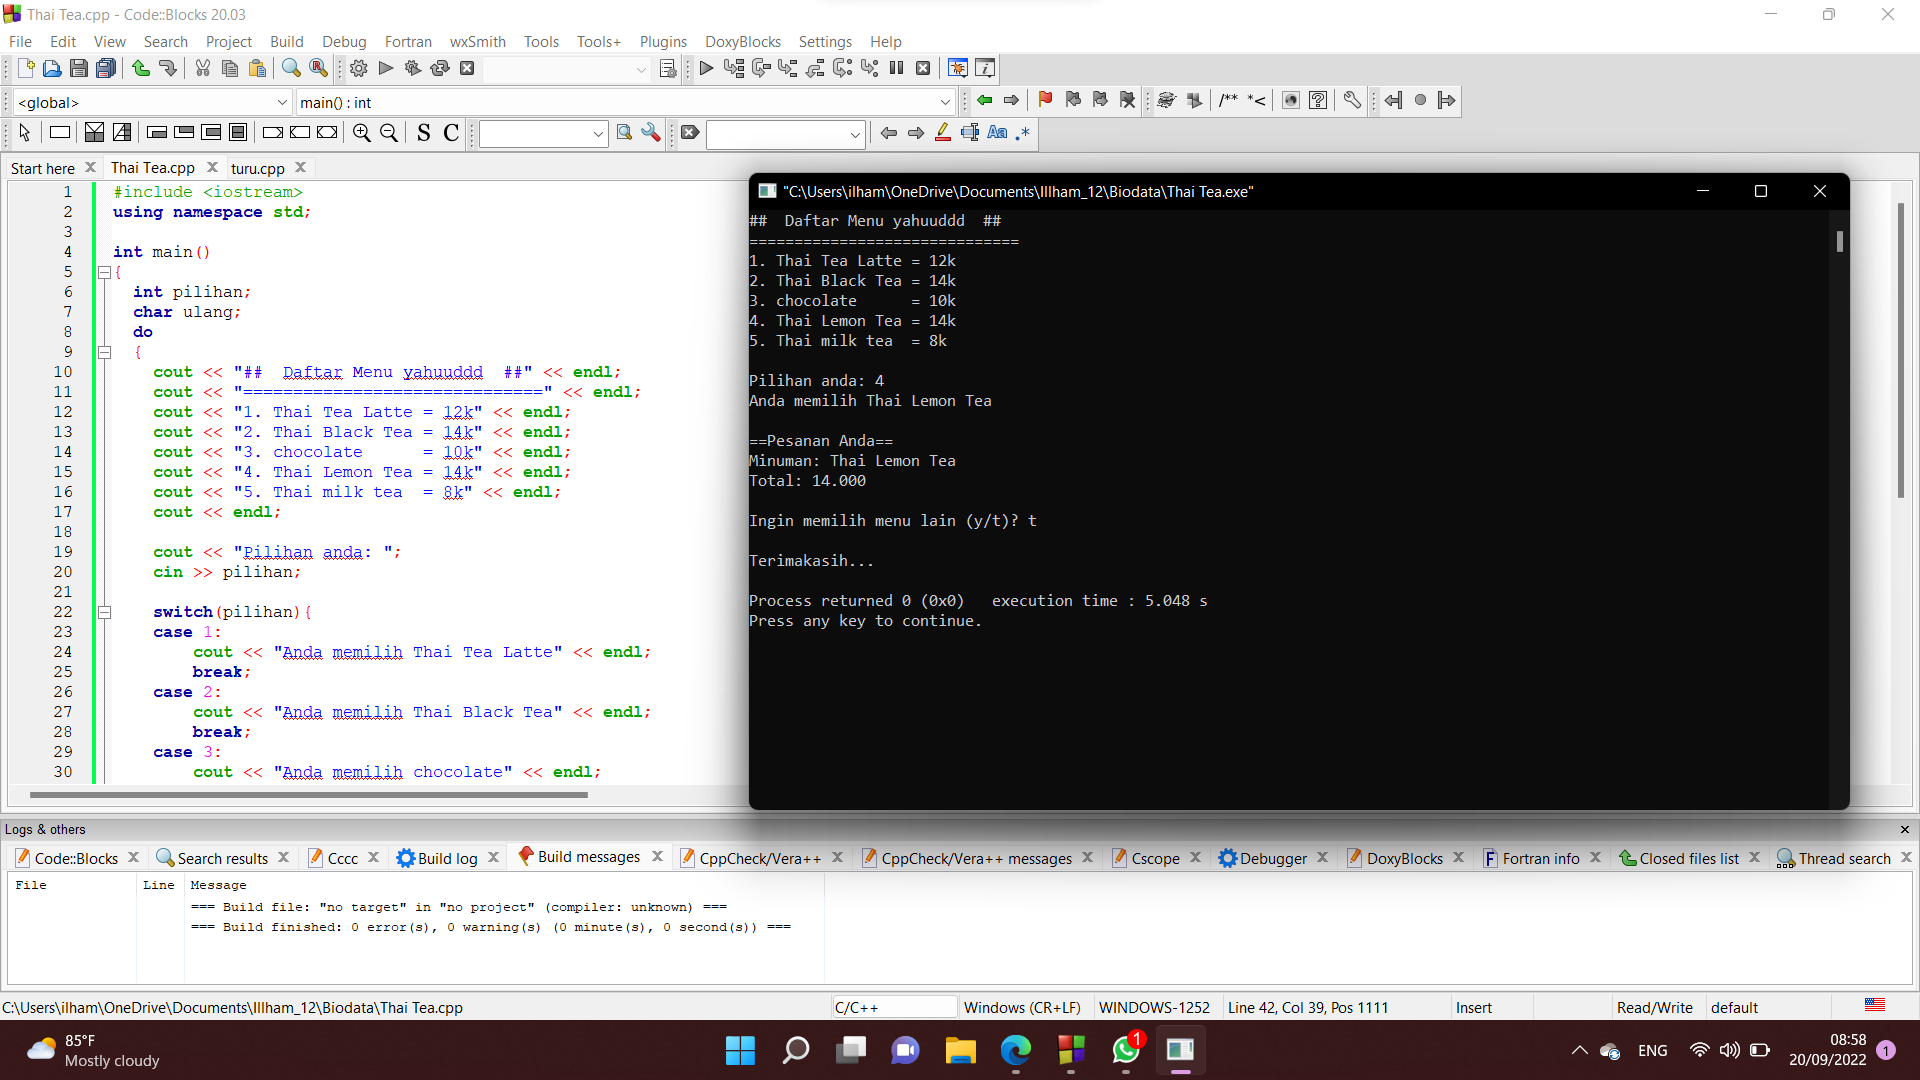 Thai Tea.cpp - Code::Blocks 20.03
File Edit View Search Project Build Debug Fortran wxSmith Tools Tools+ Plugins DoxyBlocks Settings Help
<global> main() : int /** *<
S C Aa .*
Start here Thai Tea.cpp turu.cpp
1 #include <iostream>
2 using namespace std;
3
4 int main()
5 {
6 int pilihan;
7 char ulang;
8 do
9 {
10 cout << "##  Daftar Menu yahuuddd  ##" << endl;
11 cout << "==============================" << endl;
12 cout << "1. Thai Tea Latte = 12k" << endl;
13 cout << "2. Thai Black Tea = 14k" << endl;
14 cout << "3. chocolate      = 10k" << endl;
15 cout << "4. Thai Lemon Tea = 14k" << endl;
16 cout << "5. Thai milk tea  = 8k" << endl;
17 cout << endl;
18
19 cout << "Pilihan anda: ";
20 cin >> pilihan;
21
22 switch(pilihan){
23 case 1:
24 cout << "Anda memilih Thai Tea Latte" << endl;
25 break;
26 case 2:
27 cout << "Anda memilih Thai Black Tea" << endl;
28 break;
29 case 3:
30 cout << "Anda memilih chocolate" << endl;
"C:\Users\ilham\OneDrive\Documents\Illham_12\Biodata\Thai Tea.exe"
##  Daftar Menu yahuuddd  ##
==============================
1. Thai Tea Latte = 12k
2. Thai Black Tea = 14k
3. chocolate      = 10k
4. Thai Lemon Tea = 14k
5. Thai milk tea  = 8k
Pilihan anda: 4
Anda memilih Thai Lemon Tea
==Pesanan Anda==
Minuman: Thai Lemon Tea
Total: 14.000
Ingin memilih menu lain (y/t)? t
Terimakasih...
Process returned 0 (0x0)   execution time : 5.048 s
Press any key to continue.
Logs & others
Code::Blocks Search results Cccc Build log Build messages CppCheck/Vera++ CppCheck/Vera++ messages Cscope Debugger DoxyBlocks Fortran info Closed files list Thread search
File Line Message
=== Build file: "no target" in "no project" (compiler: unknown) ===
=== Build finished: 0 error(s), 0 warning(s) (0 minute(s), 0 second(s)) ===
C:\Users\ilham\OneDrive\Documents\Illham_12\Biodata\Thai Tea.cpp C/C++ Windows (CR+LF) WINDOWS-1252 Line 42, Col 39, Pos 1111 Insert Read/Write default
85°F
Mostly cloudy
1
ENG
08:58
20/09/2022
1